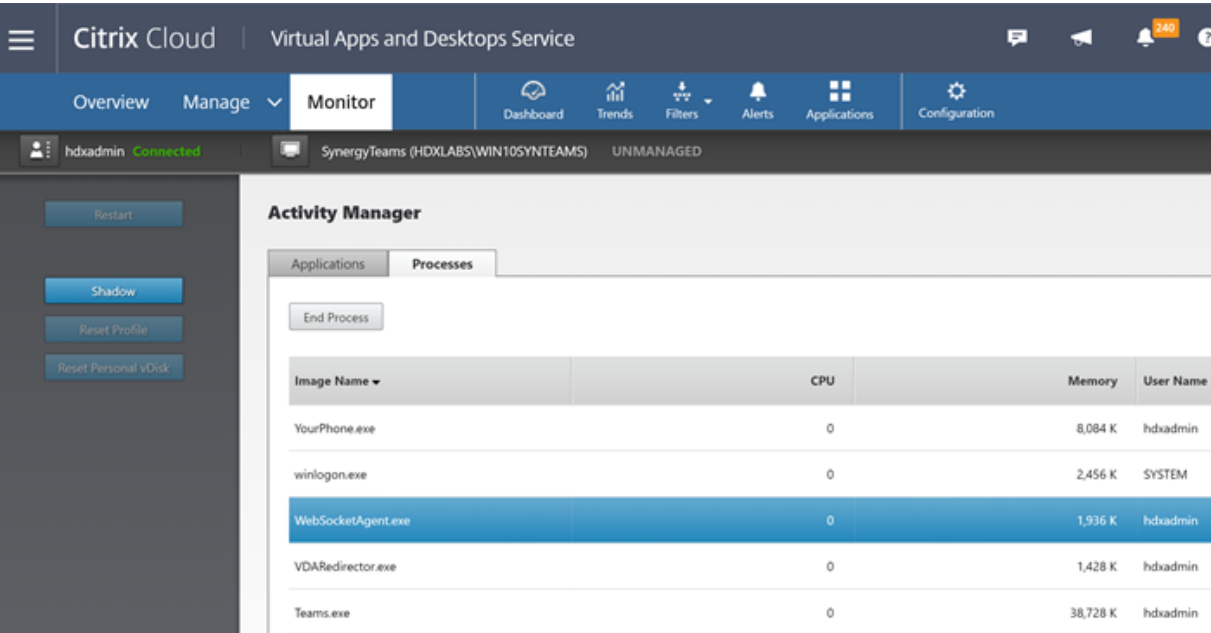 Citrix Cloud Virtual Apps and Desktops Service 240 ?
Overview Manage Monitor Dashboard Trends Filters Alerts Applications Configuration
hdxadmin Connected SynergyTeams (HDXLABS\WIN10SYNTEAMS) UNMANAGED
Restart
Activity Manager
Applications Processes
Shadow
End Process
Reset Profile
Reset Personal vDisk
Image Name CPU Memory User Name
YourPhone.exe 0 8,084 K hdxadmin
winlogon.exe 0 2,456 K SYSTEM
WebSocketAgent.exe 0 1,936 K hdxadmin
VDARedirector.exe 0 1,428 K hdxadmin
Teams.exe 0 38,728 K hdxadmin